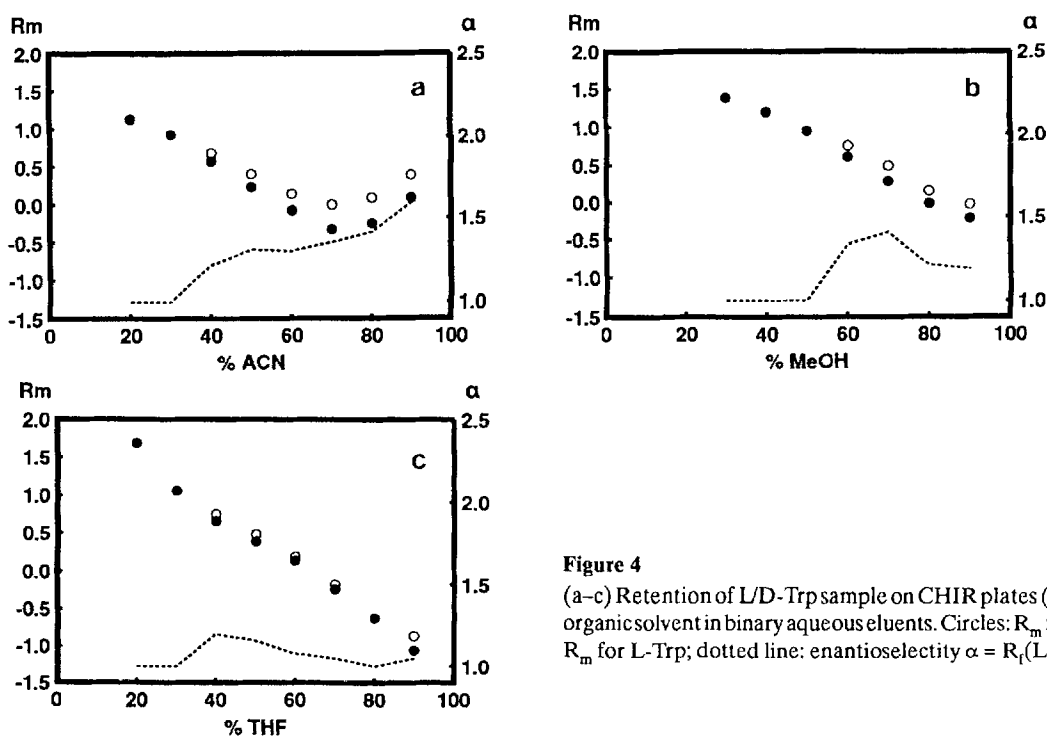 Rm
α
2.0
1.5
1.0
0.5
0.0
-0.5
-1.0
-1.5
2.5
2.0
1.5
1.0
a
0 20 40 60 80 100
% ACN
Rm
α
2.0
1.5
1.0
0.5
0.0
-0.5
-1.0
-1.5
2.5
2.0
1.5
1.0
b
0 20 40 60 80 100
% MeOH
Rm
α
2.0
1.5
1.0
0.5
0.0
-0.5
-1.0
-1.5
2.5
2.0
1.5
1.0
c
0 20 40 60 80 100
% THF
Figure 4
(a–c) Retention of L/D-Trp sample on CHIR plates (
organic solvent in binary aqueous eluents. Circles: Rm
Rm for L-Trp; dotted line: enantioselectity α = Rf(L